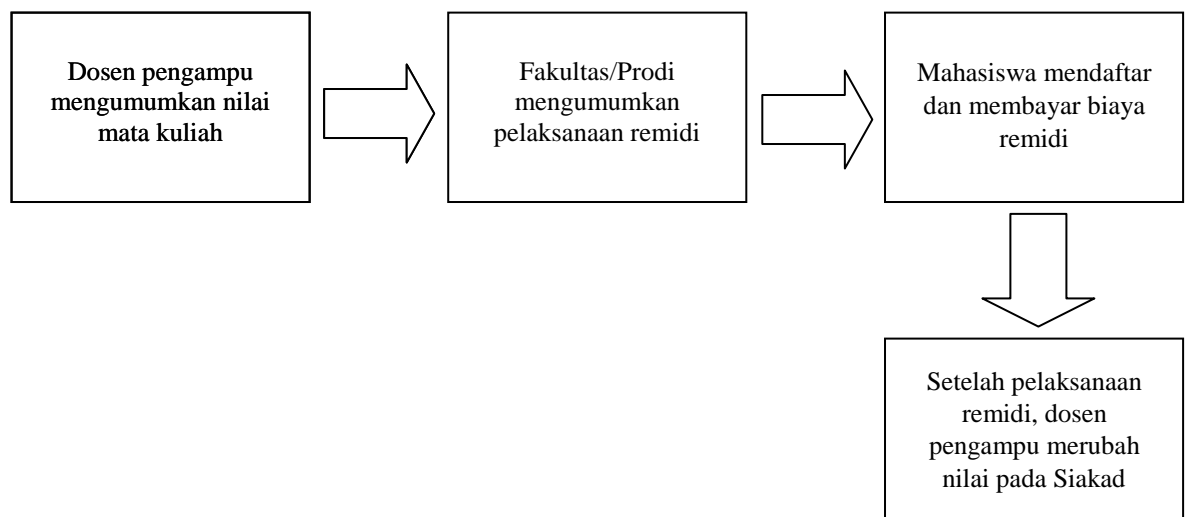 Dosen pengampu
mengumumkan nilai
mata kuliah
Fakultas/Prodi
mengumumkan
pelaksanaan remidi
Mahasiswa mendaftar
dan membayar biaya
remidi
Setelah pelaksanaan
remidi, dosen
pengampu merubah
nilai pada Siakad